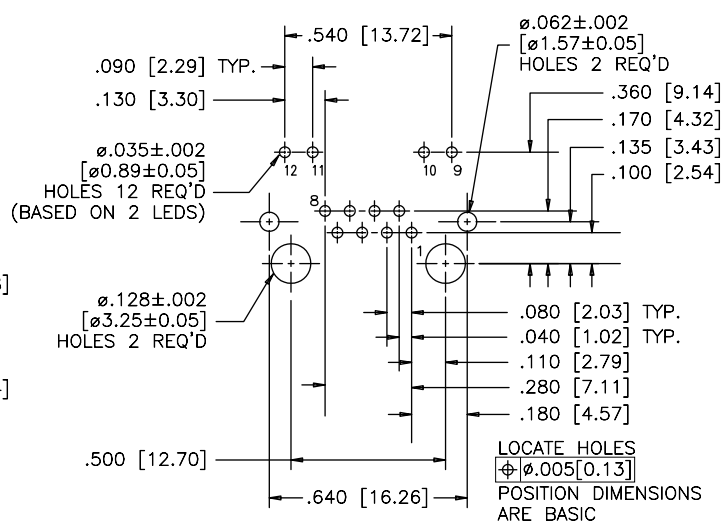 .540 [13.72]
ø.062±.002
[ø1.57±0.05]
HOLES 2 REQ'D
.090 [2.29] TYP.
.130 [3.30]
.360 [9.14]
.170 [4.32]
.135 [3.43]
.100 [2.54]
ø.035±.002
[ø0.89±0.05]
HOLES 12 REQ'D
(BASED ON 2 LEDS)
12 11
10 9
8
1
ø.128±.002
[ø3.25±0.05]
HOLES 2 REQ'D
.080 [2.03] TYP.
.040 [1.02] TYP.
.110 [2.79]
.280 [7.11]
.180 [4.57]
.500 [12.70]
.640 [16.26]
LOCATE HOLES
⌖ ø.005[0.13]
POSITION DIMENSIONS
ARE BASIC